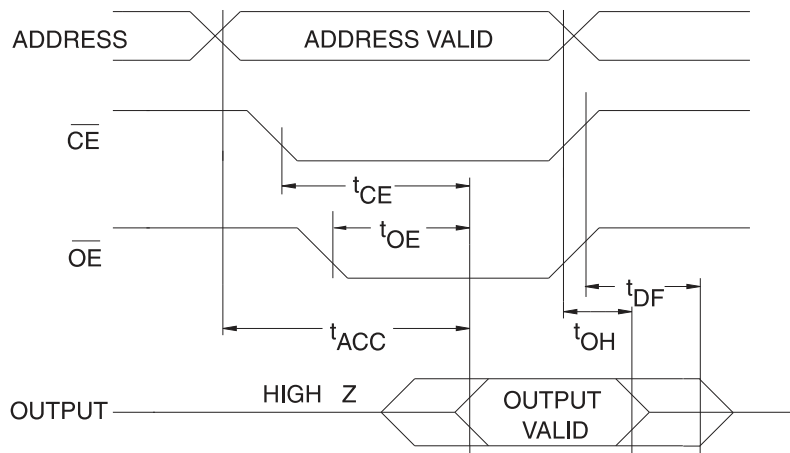 ADDRESS
ADDRESS VALID
CE
tCE
OE
tOE
tDF
tACC
tOH
OUTPUT
HIGH Z
OUTPUT
VALID